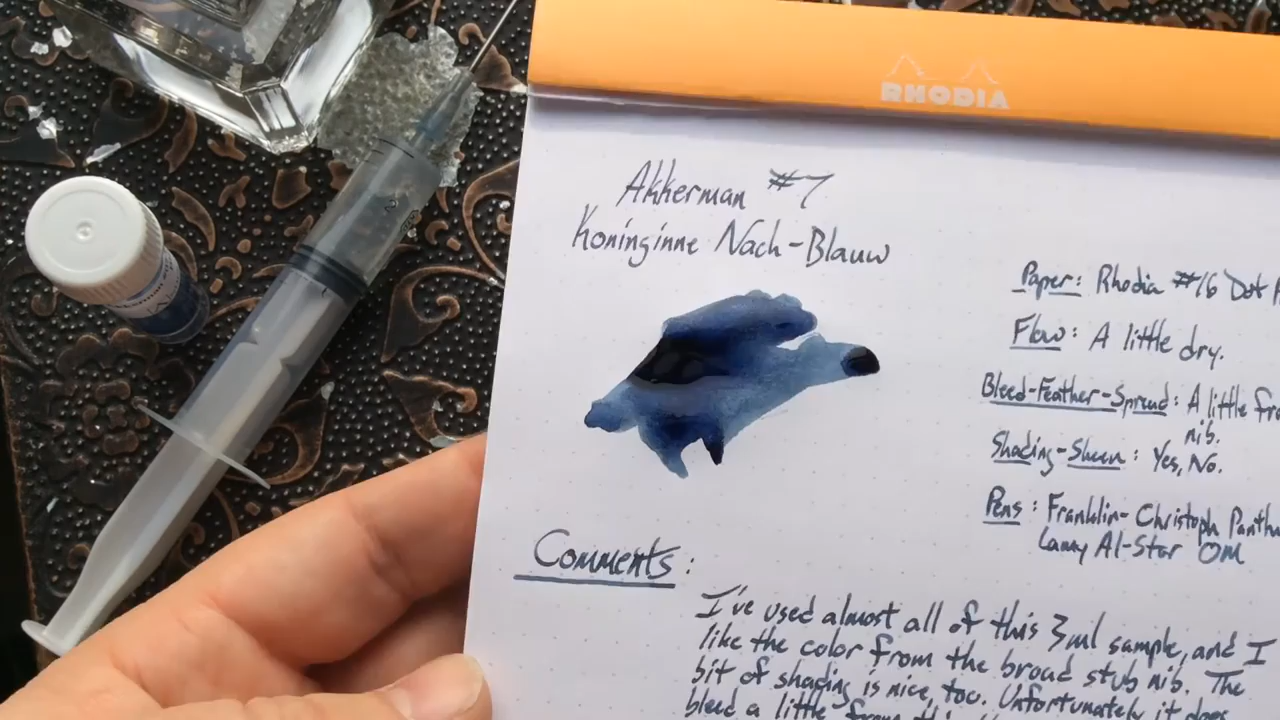 RHODIA
Akkerman #7
Koninginne Nach-Blauw
Paper: Rhodia #16 Dot
Flow: A little dry.
Bleed-Feather-Spread: A little
nib.
Shading-Sheen: Yes, No.
Pens: Franklin-Christoph
Lamy Al-Star OM
Comments:
I've used almost all of this 3ml sample, and I
like the color from the broad stub nib. The
bit of shading is nice, too. Unfortunately it does
bleed a little from